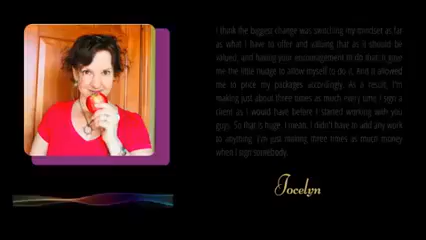 I think the biggest change was switching my mindset as far
as what I have to offer and valuing that as it should be
valued, and having your encouragement to do that. It gave
me the little nudge to allow myself to do it. And it allowed
me to price my packages accordingly. As a result, I'm
making just about three times as much every time I sign a
client as I would have before I started working with you
guys. So that is huge. I mean, I didn't have to add any work
to anything. I'm just making three times as much money
when I sign somebody.
Jocelyn